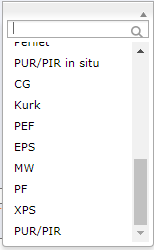 PUR/PIR in situ
CG
Kurk
PEF
EPS
MW
PF
XPS
PUR/PIR